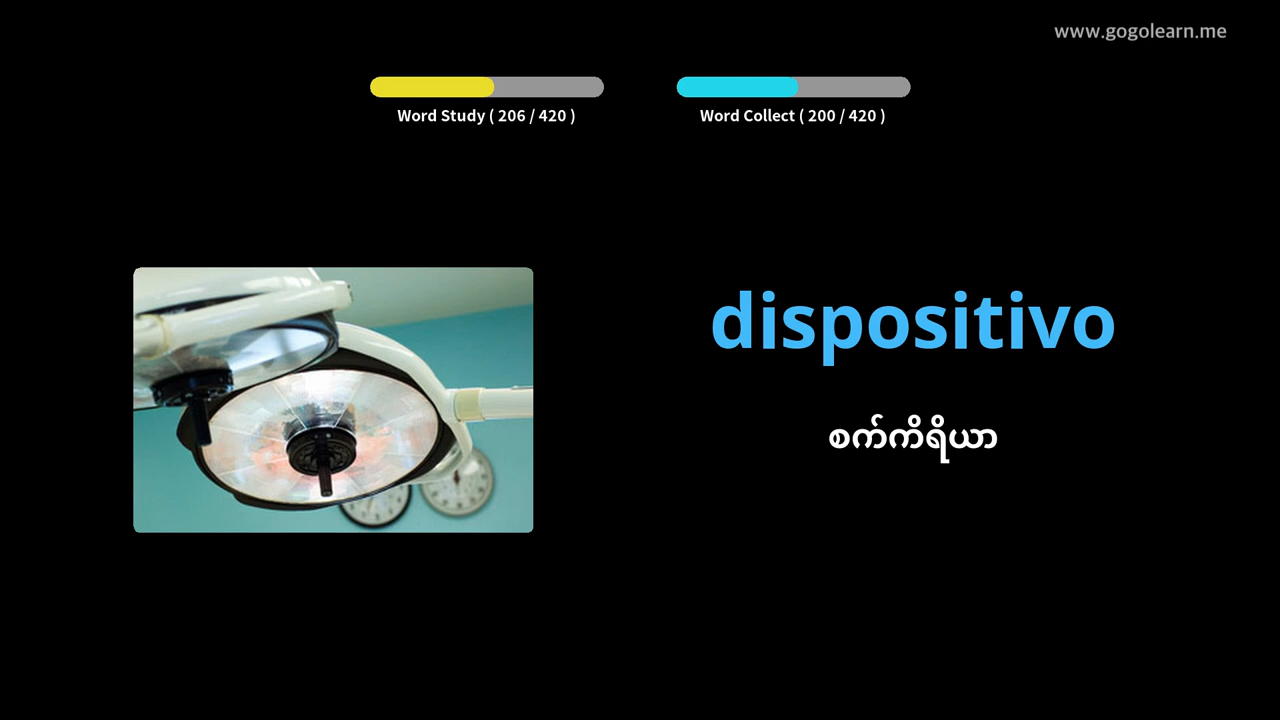 www.gogolearn.me
Word Study ( 206 / 420 )
Word Collect ( 200 / 420 )
dispositivo
စက်ကိရိယာ